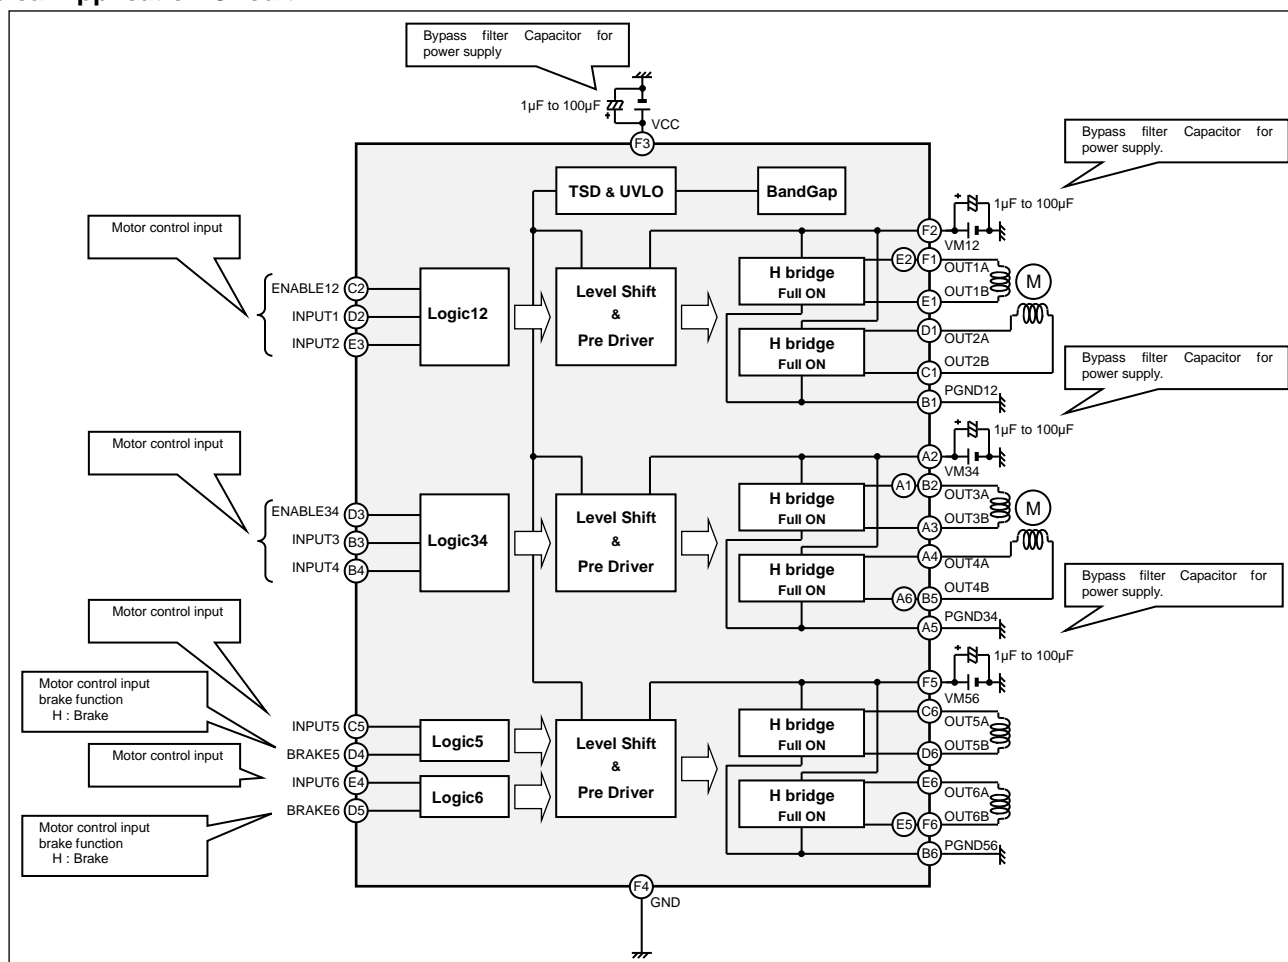 Bypass filter Capacitor for
power supply
1µF to 100µF
+
VCC
F3
Bypass filter Capacitor for
power supply.
TSD & UVLO
BandGap
+
1µF to 100µF
F2
VM12
Motor control input
ENABLE12 C2
INPUT1 D2
INPUT2 E3
Logic12
Level Shift
&
Pre Driver
H bridge
Full ON
H bridge
Full ON
E2 F1 OUT1A
E1 OUT1B
M
D1 OUT2A
C1 OUT2B
B1 PGND12
Bypass filter Capacitor for
power supply.
+
1µF to 100µF
A2
VM34
Motor control input
ENABLE34 D3
INPUT3 B3
INPUT4 B4
Logic34
Level Shift
&
Pre Driver
H bridge
Full ON
H bridge
Full ON
A1 B2 OUT3A
A3 OUT3B
M
A4 OUT4A
A6 B5 OUT4B
A5 PGND34
Bypass filter Capacitor for
power supply.
+
1µF to 100µF
F5
VM56
Motor control input
Motor control input
brake function
H : Brake
Motor control input
Motor control input
brake function
H : Brake
INPUT5 C5
BRAKE5 D4
INPUT6 E4
BRAKE6 D5
Logic5
Logic6
Level Shift
&
Pre Driver
H bridge
Full ON
H bridge
Full ON
C6 OUT5A
D6 OUT5B
E6 OUT6A
E5 F6 OUT6B
B6 PGND56
F4
GND